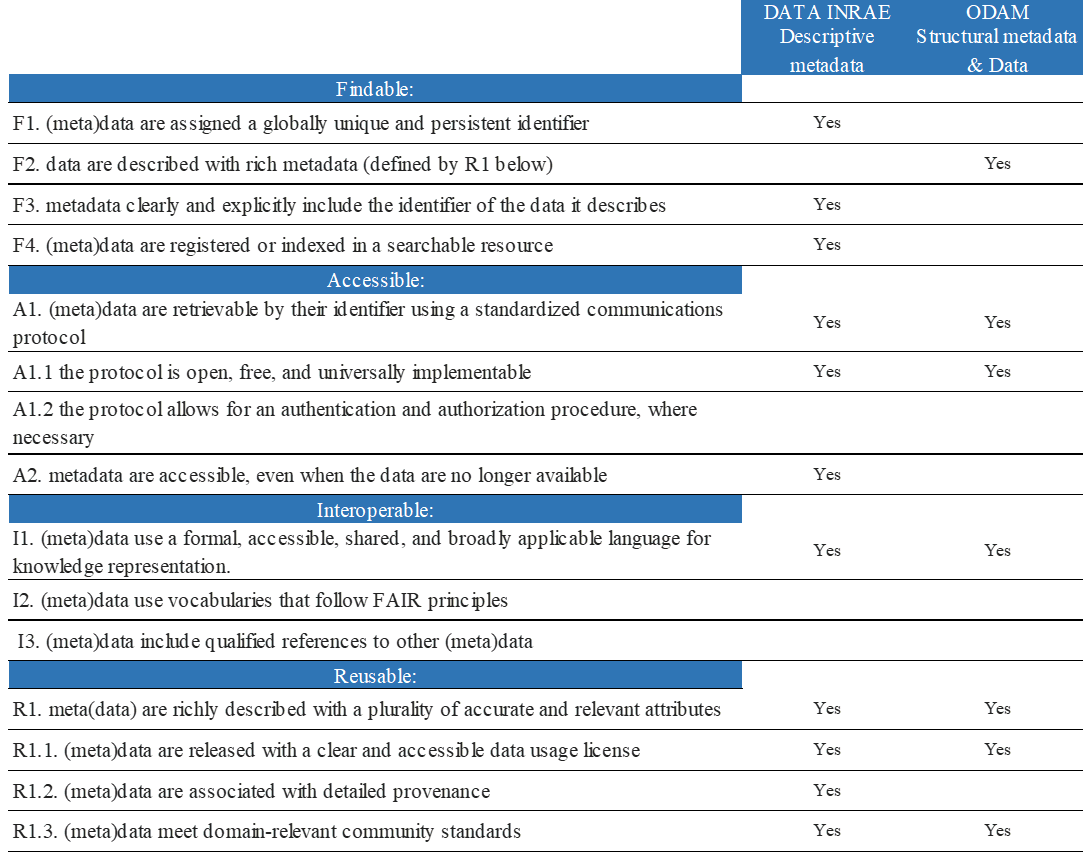 DATA INRAE ODAM
Descriptive Structural metadata
metadata & Data
Findable:
F1. (meta)data are assigned a globally unique and persistent identifier Yes
F2. data are described with rich metadata (defined by R1 below) Yes
F3. metadata clearly and explicitly include the identifier of the data it describes Yes
F4. (meta)data are registered or indexed in a searchable resource Yes
Accessible:
A1. (meta)data are retrievable by their identifier using a standardized communications
protocol Yes Yes
A1.1 the protocol is open, free, and universally implementable Yes Yes
A1.2 the protocol allows for an authentication and authorization procedure, where
necessary
A2. metadata are accessible, even when the data are no longer available Yes
Interoperable:
I1. (meta)data use a formal, accessible, shared, and broadly applicable language for
knowledge representation. Yes Yes
I2. (meta)data use vocabularies that follow FAIR principles
I3. (meta)data include qualified references to other (meta)data
Reusable:
R1. meta(data) are richly described with a plurality of accurate and relevant attributes Yes Yes
R1.1. (meta)data are released with a clear and accessible data usage license Yes Yes
R1.2. (meta)data are associated with detailed provenance Yes
R1.3. (meta)data meet domain-relevant community standards Yes Yes